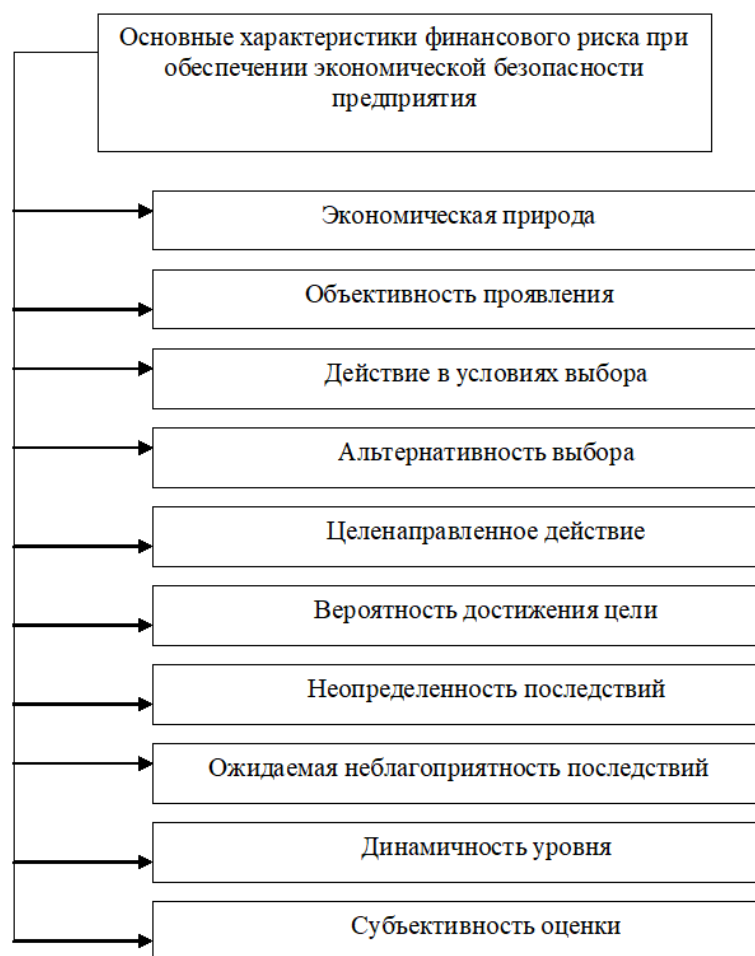 Основные характеристики финансового риска при
обеспечении экономической безопасности
предприятия
Экономическая природа
Объективность проявления
Действие в условиях выбора
Альтернативность выбора
Целенаправленное действие
Вероятность достижения цели
Неопределенность последствий
Ожидаемая неблагоприятность последствий
Динамичность уровня
Субъективность оценки